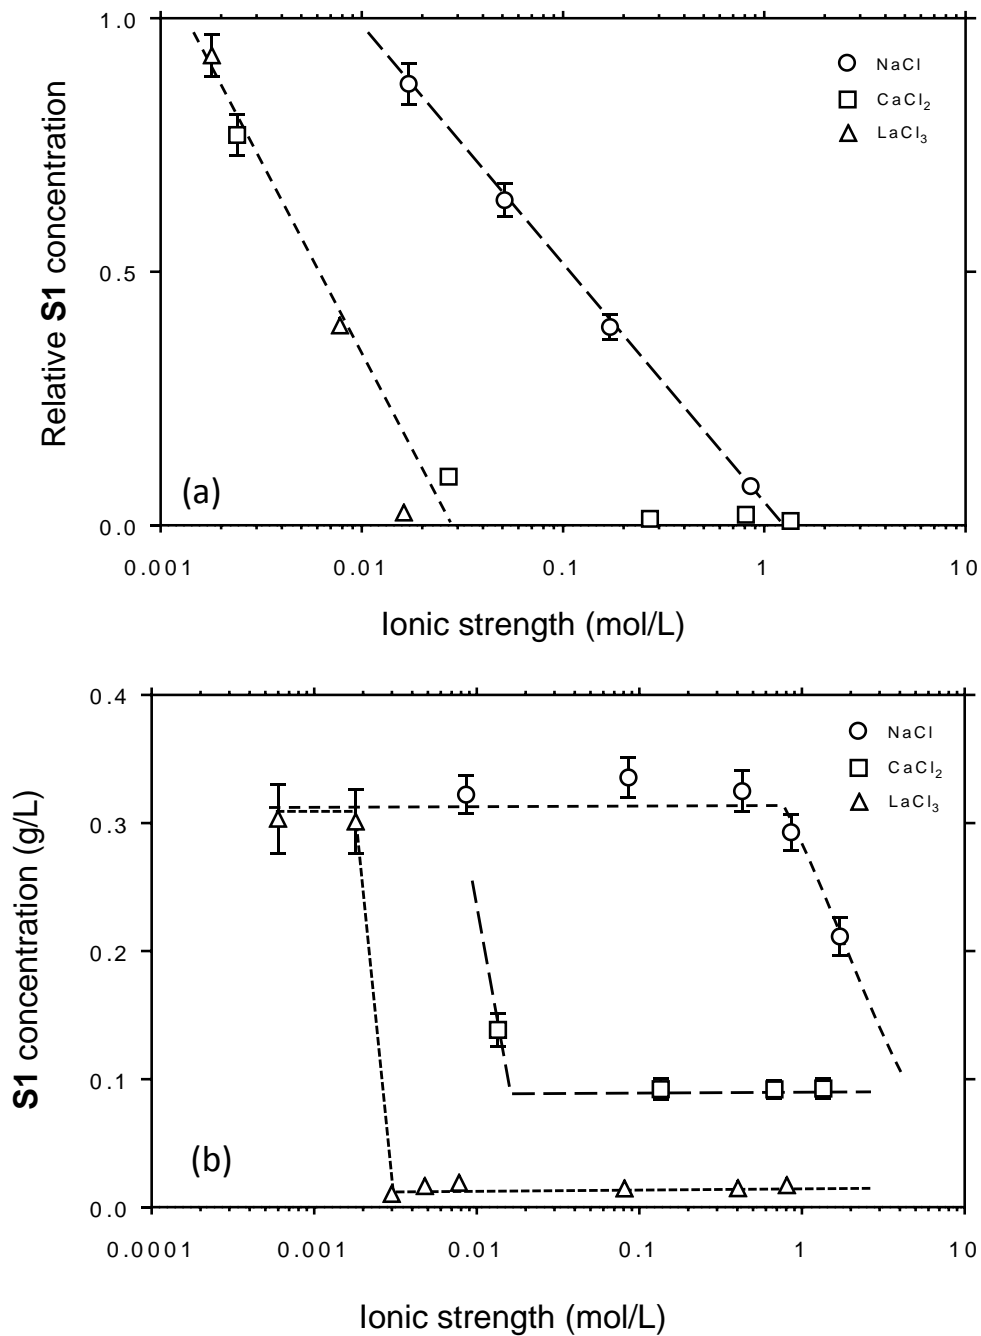 1.0
NaCl
CaCl₂
LaCl₃
0.5
Relative S1 concentration
(a)
0.0
0.001 0.01 0.1 1 10
Ionic strength (mol/L)
0.4
NaCl
CaCl₂
LaCl₃
0.3
S1 concentration (g/L)
0.2
0.1
(b)
0.0
0.0001 0.001 0.01 0.1 1 10
Ionic strength (mol/L)